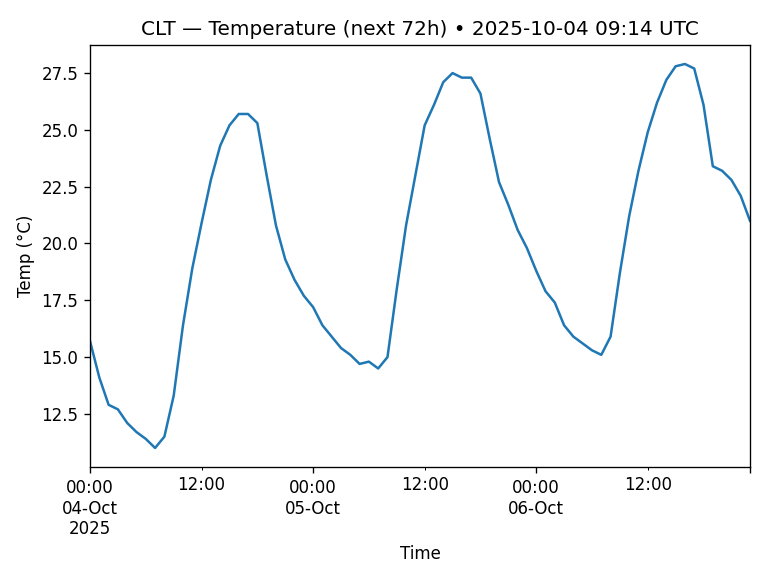 CLT — Temperature (next 72h) • 2025-10-04 09:14 UTC
27.5
25.0
22.5
20.0
17.5
15.0
12.5
Temp (°C)
00:00 12:00 00:00 12:00 00:00 12:00
04-Oct 05-Oct 06-Oct
2025
Time